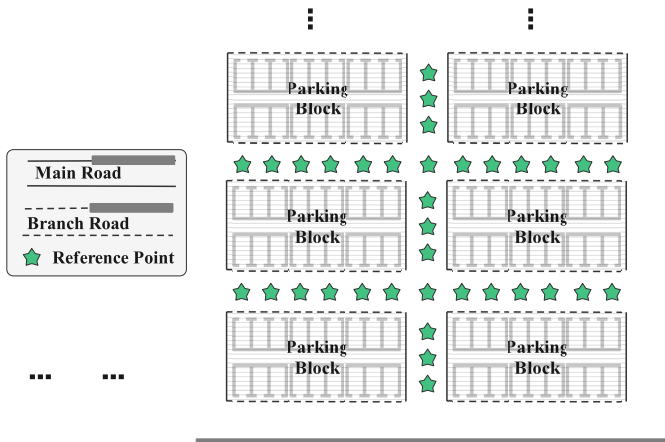 Parking
Block
Parking
Block
Main Road
Branch Road
Reference Point
Parking
Block
Parking
Block
Parking
Block
Parking
Block